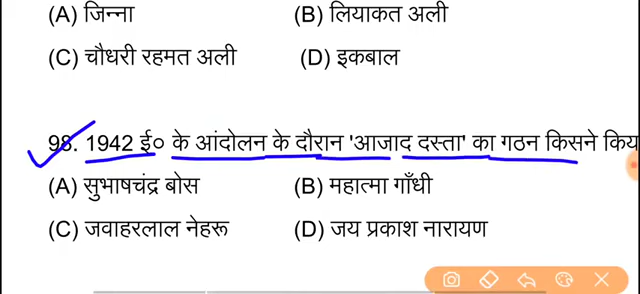 (A) जिन्ना (B) लियाकत अली
(C) चौधरी रहमत अली (D) इकबाल
98. 1942 ई० के आंदोलन के दौरान 'आजाद दस्ता' का गठन किसने किय
(A) सुभाषचंद्र बोस (B) महात्मा गाँधी
(C) जवाहरलाल नेहरू (D) जय प्रकाश नारायण